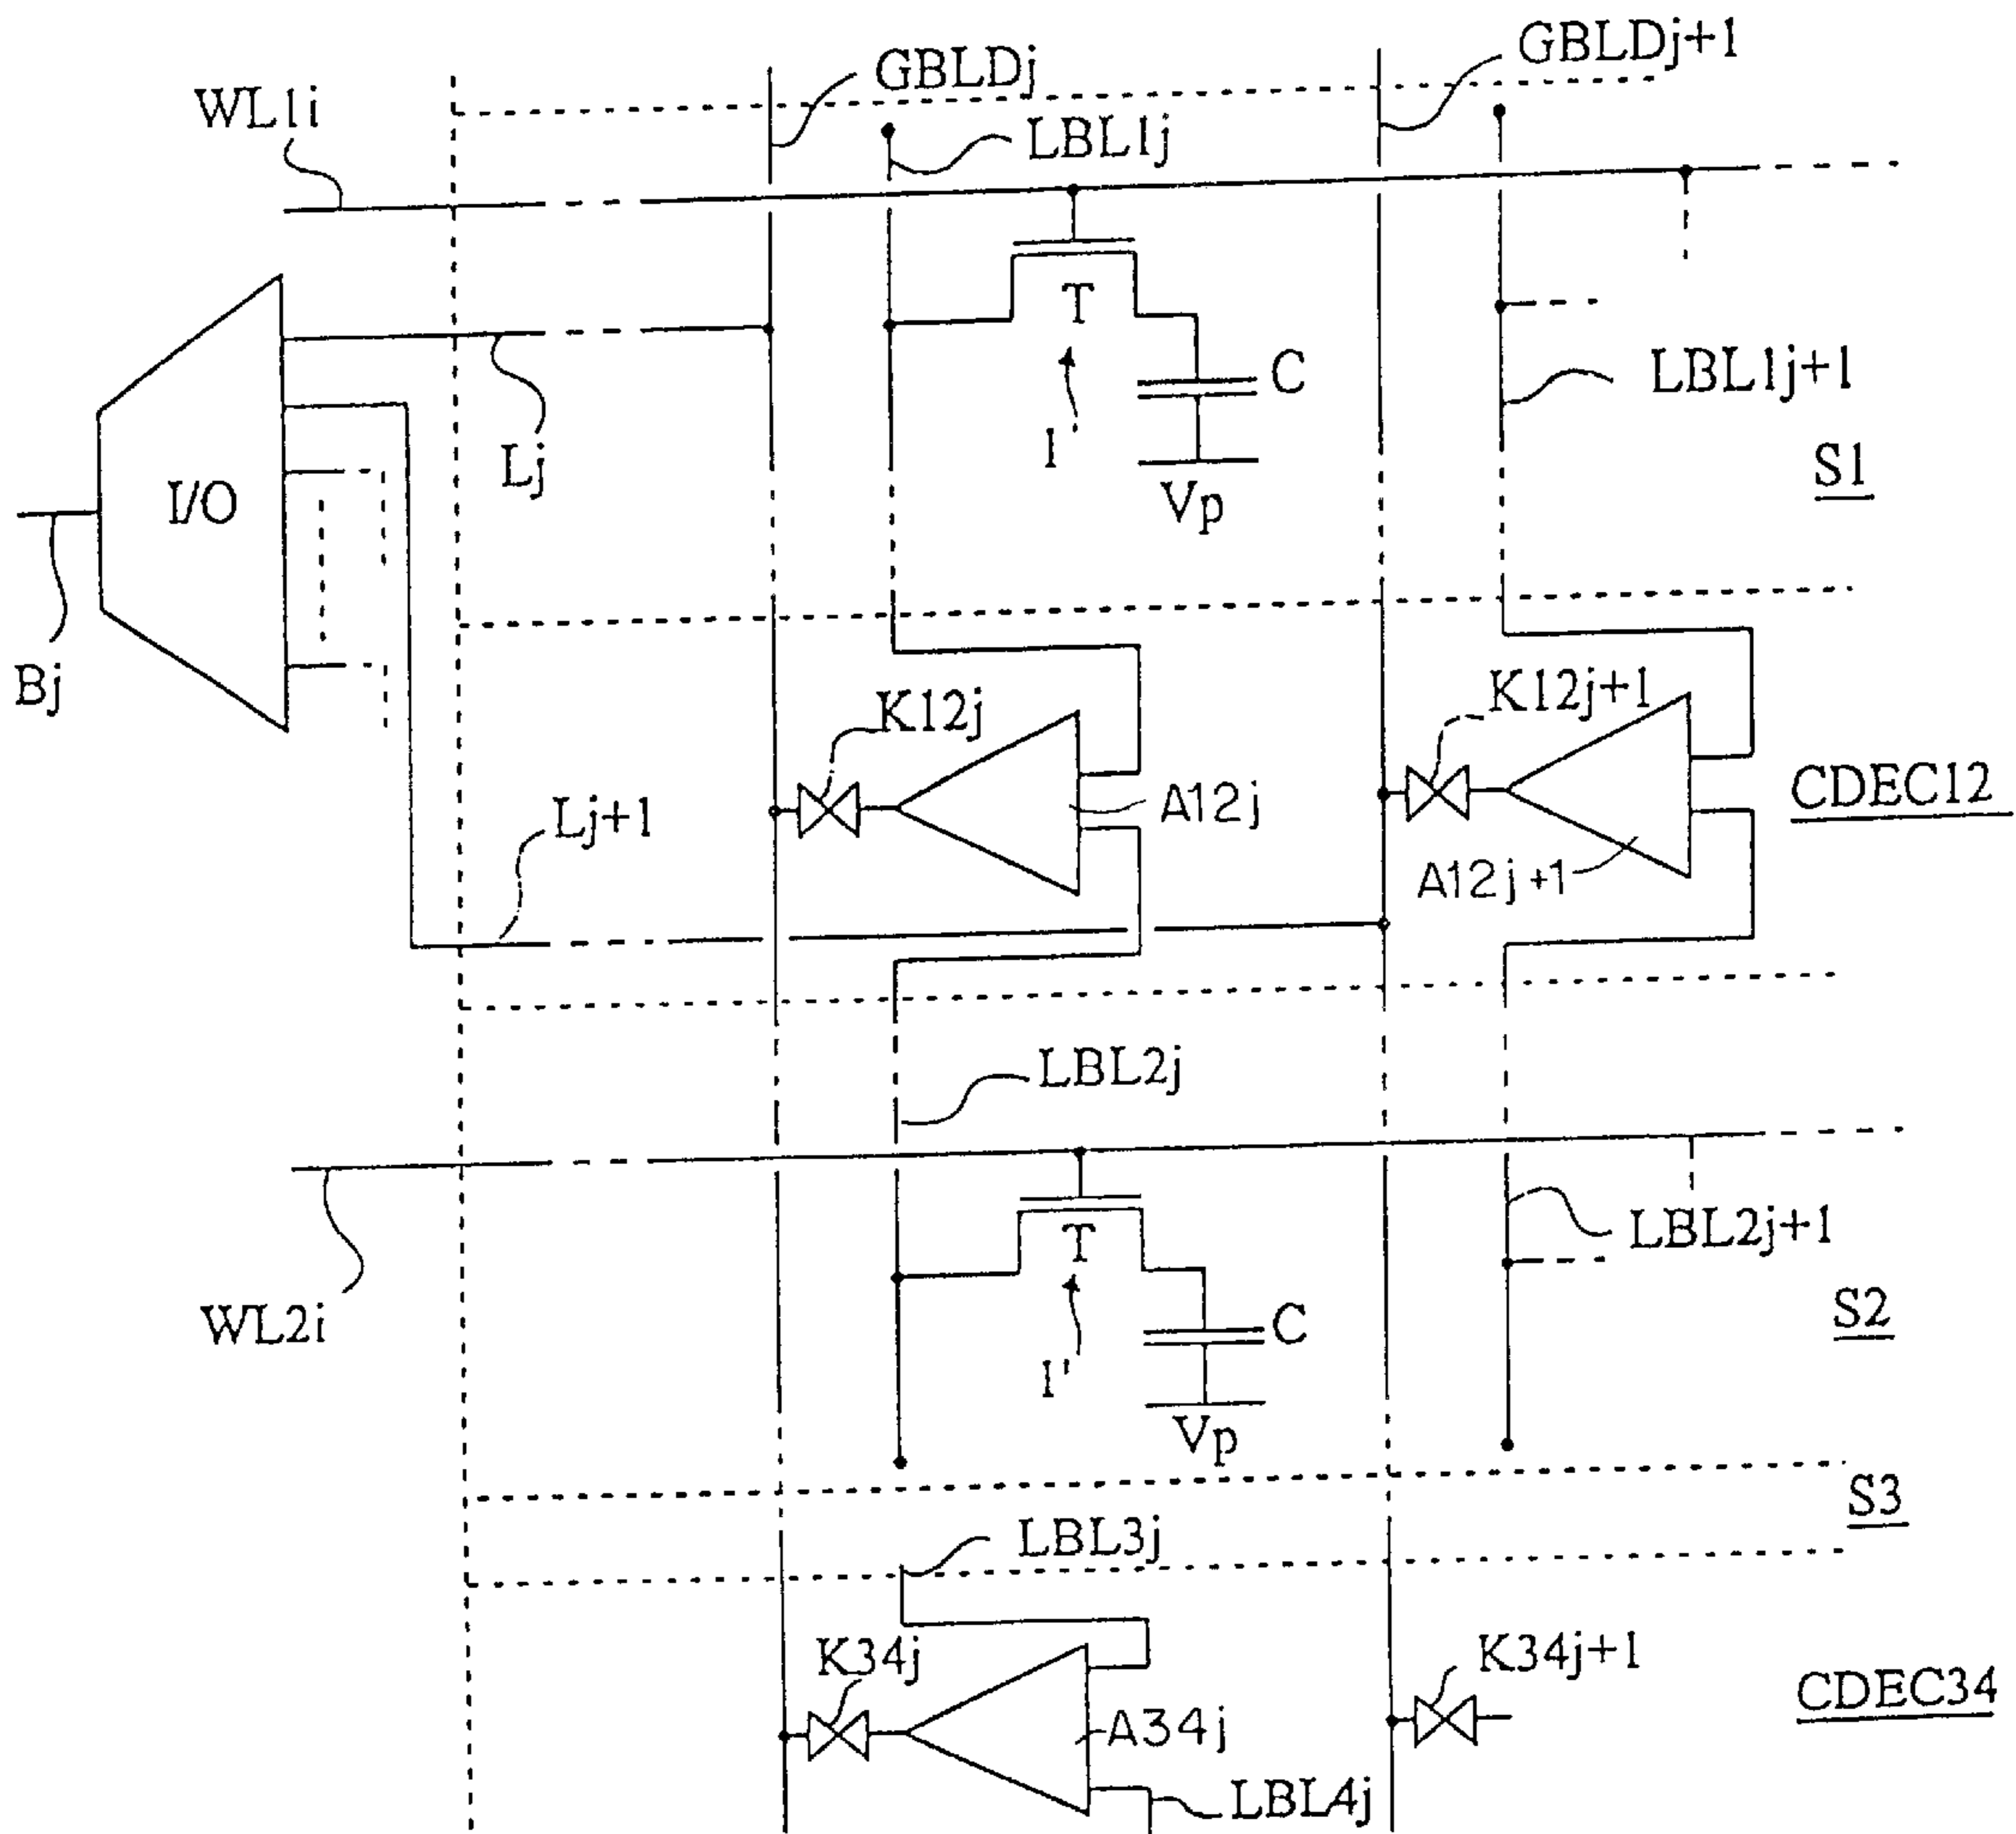 GBLDj+1
GBLDj
WL1i
LBL1j
T
C
LBL1j+1
I
Lj
S1
I/O
Vp
Bj
K12j
K12j+1
CDEC12
A12j
Lj+1
A12j+1
LBL2j
LBL2j+1
T
WL2i
C
S2
I'
Vp
S3
LBL3j
K34j
K34j+1
CDEC34
A34j
LBL4j